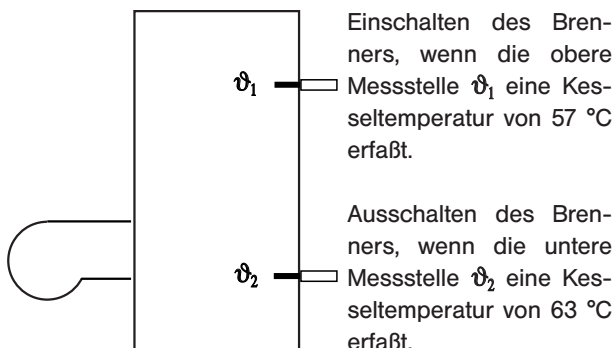 Einschalten des Bren-
ners, wenn die obere
ϑ₁
Messstelle ϑ₁ eine Kes-
seltemperatur von 57 °C
erfaßt.
Ausschalten des Bren-
ners, wenn die untere
ϑ₂
Messstelle ϑ₂ eine Kes-
seltemperatur von 63 °C
erfaßt.